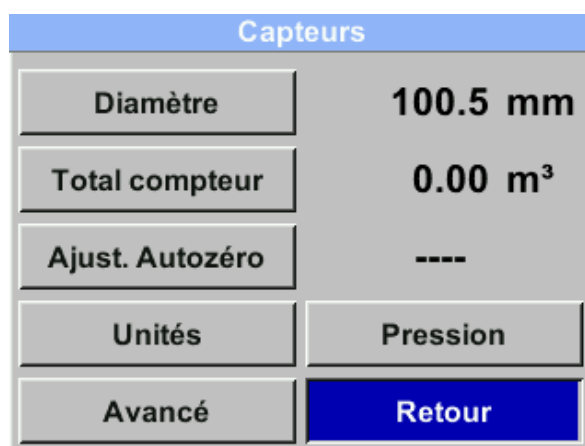 Capteurs
Diamètre 100.5 mm
Total compteur 0.00 m³
Ajust. Autozéro ----
Unités Pression
Avancé Retour